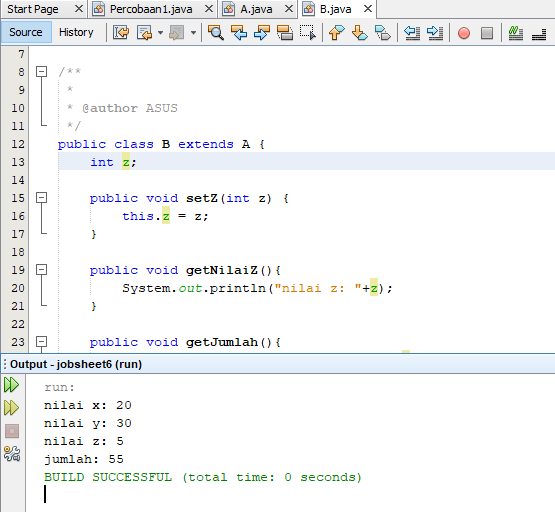 Start Page Percobaan1.java A.java B.java
Source History
7
8 /**
9 *
10 * @author ASUS
11 */
12 public class B extends A {
13 int z;
14
15 public void setZ(int z) {
16 this.z = z;
17 }
18
19 public void getNilaiZ(){
20 System.out.println("nilai z: "+z);
21 }
22
23 public void getJumlah(){
Output - jobsheet6 (run)
run:
nilai x: 20
nilai y: 30
nilai z: 5
jumlah: 55
BUILD SUCCESSFUL (total time: 0 seconds)